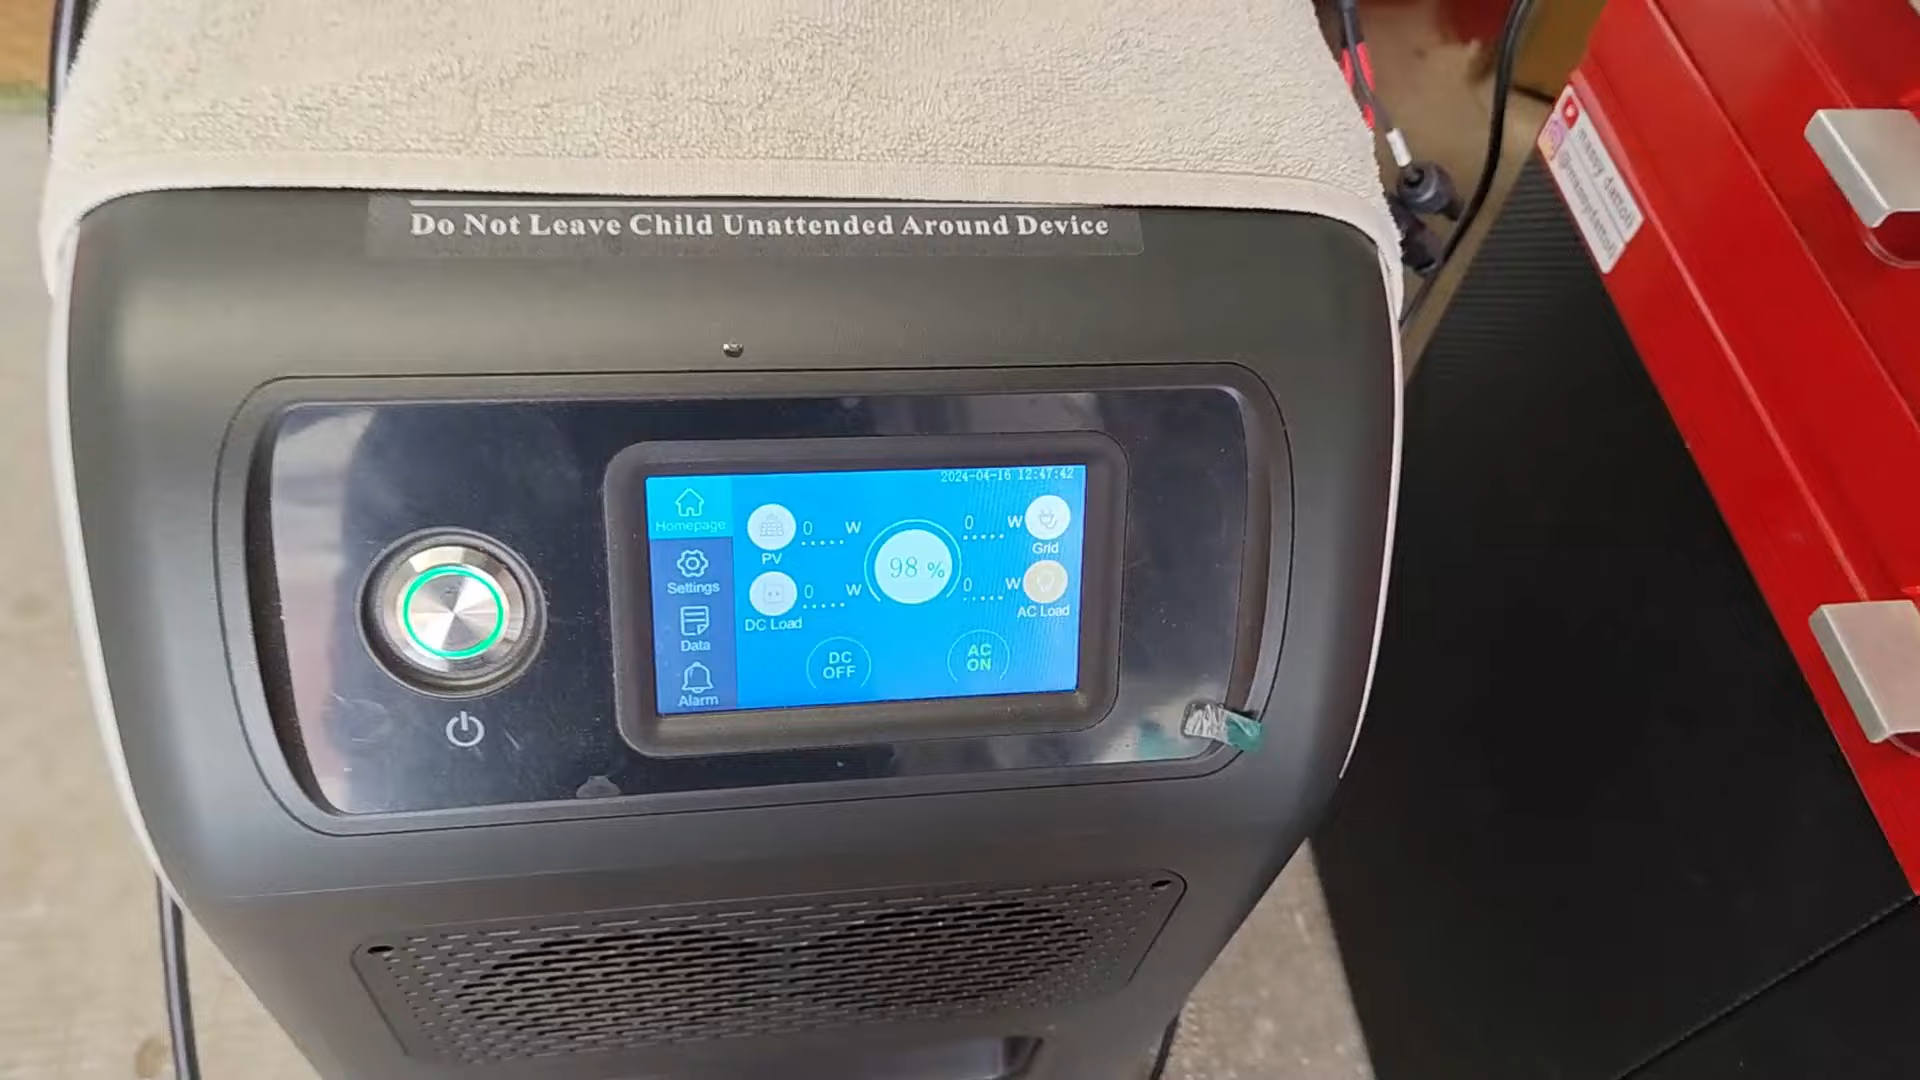 Do Not Leave Child Unattended Around Device
2024-04-16 12:47:42
Homepage
Settings
Data
Alarm
0 W
PV
0 W
DC Load
98 %
0 W
Grid
0 W
AC Load
DC
OFF
AC
ON